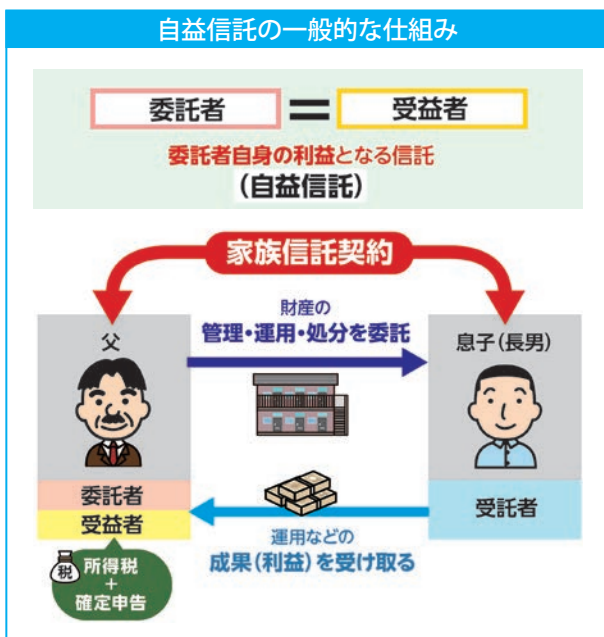 自益信託の一般的な仕組み
委託者 = 受益者
委託者自身の利益となる信託
(自益信託)
家族信託契約
財産の
管理・運用・処分を委託
父
息子(長男)
委託者
受益者
受託者
運用などの
成果(利益)を受け取る
税
所得税
+
確定申告